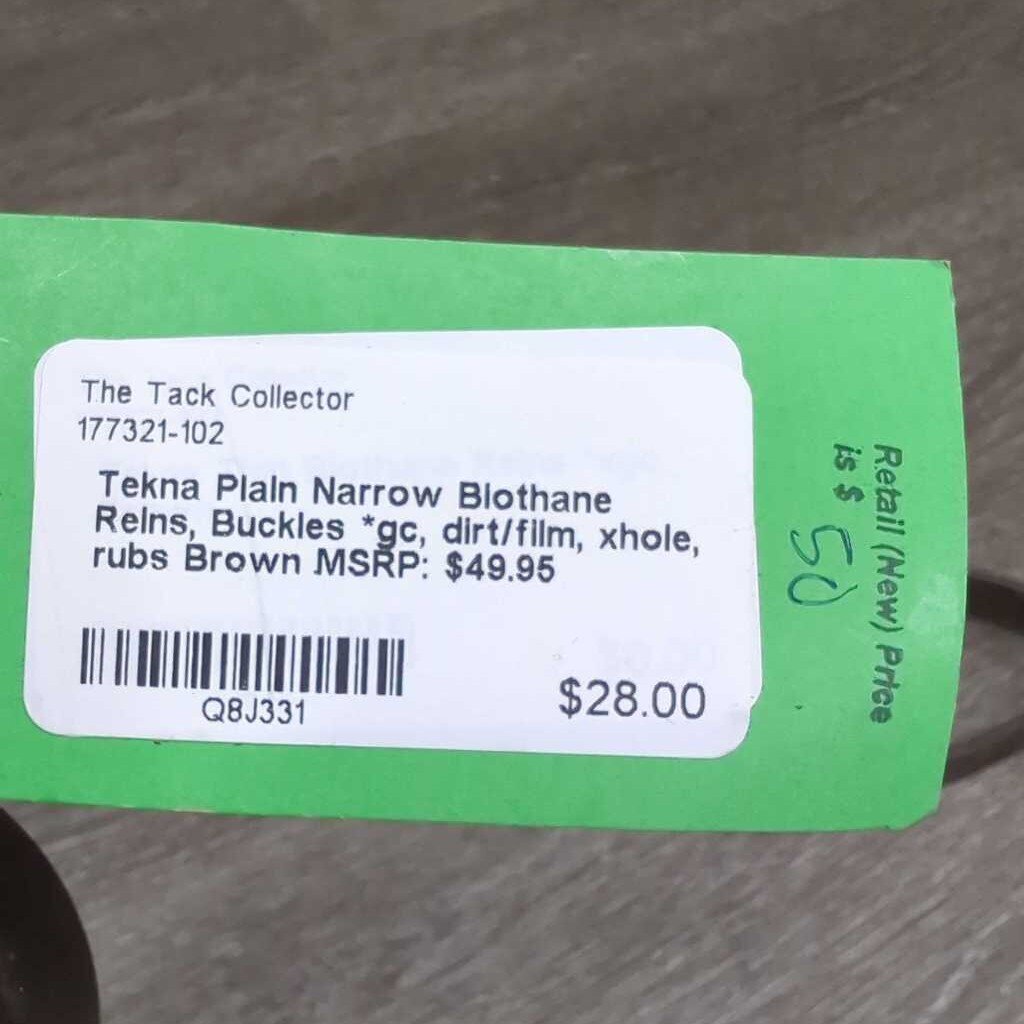 The Tack Collector
177321-102
Tekna Plain Narrow Biothane
Reins, Buckles *gc, dirt/film, xhole,
rubs Brown MSRP: $49.95
Q8J331
$28.00
Retail (New) Price
is $ 50